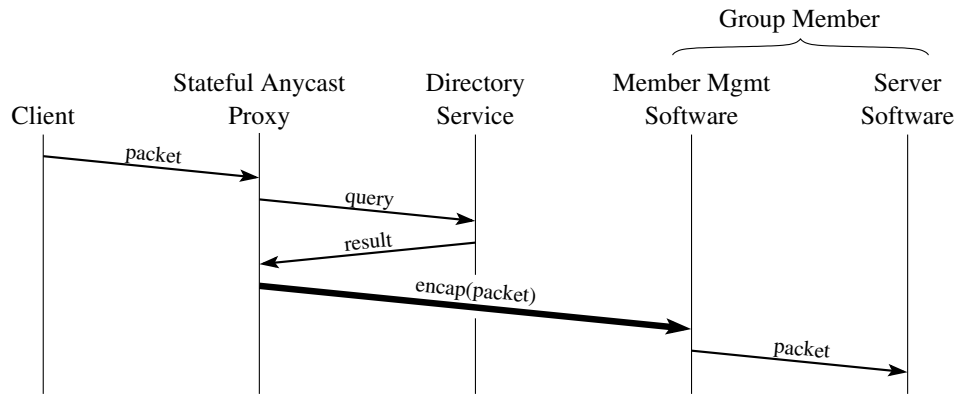 Group Member
Stateful Anycast Directory Member Mgmt Server
Client Proxy Service Software Software
packet
query
result
encap(packet)
packet